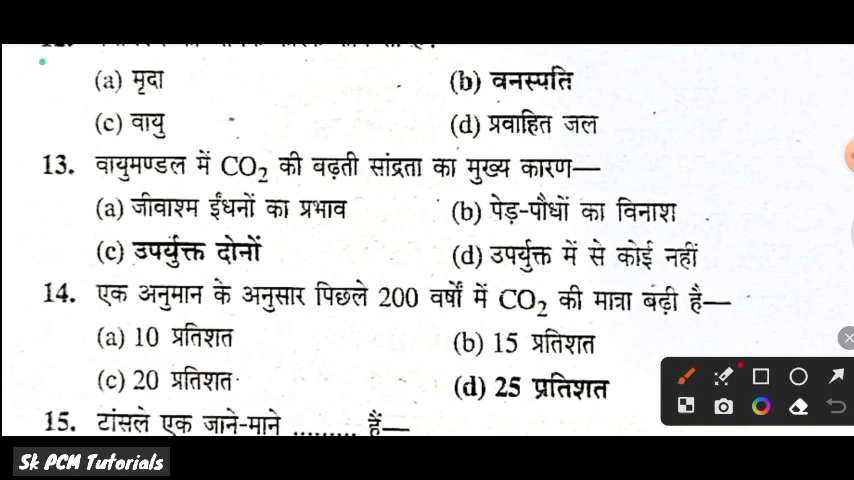 (a) मृदा (b) वनस्पति
(c) वायु (d) प्रवाहित जल
13. वायुमण्डल में CO₂ की बढ़ती सांद्रता का मुख्य कारण—
(a) जीवाश्म ईंधनों का प्रभाव (b) पेड़-पौधों का विनाश
(c) उपर्युक्त दोनों (d) उपर्युक्त में से कोई नहीं
14. एक अनुमान के अनुसार पिछले 200 वर्षों में CO₂ की मात्रा बढ़ी है—
(a) 10 प्रतिशत (b) 15 प्रतिशत
(c) 20 प्रतिशत (d) 25 प्रतिशत
15. टांसले एक जाने-माने ......... हैं—
Sk PCM Tutorials